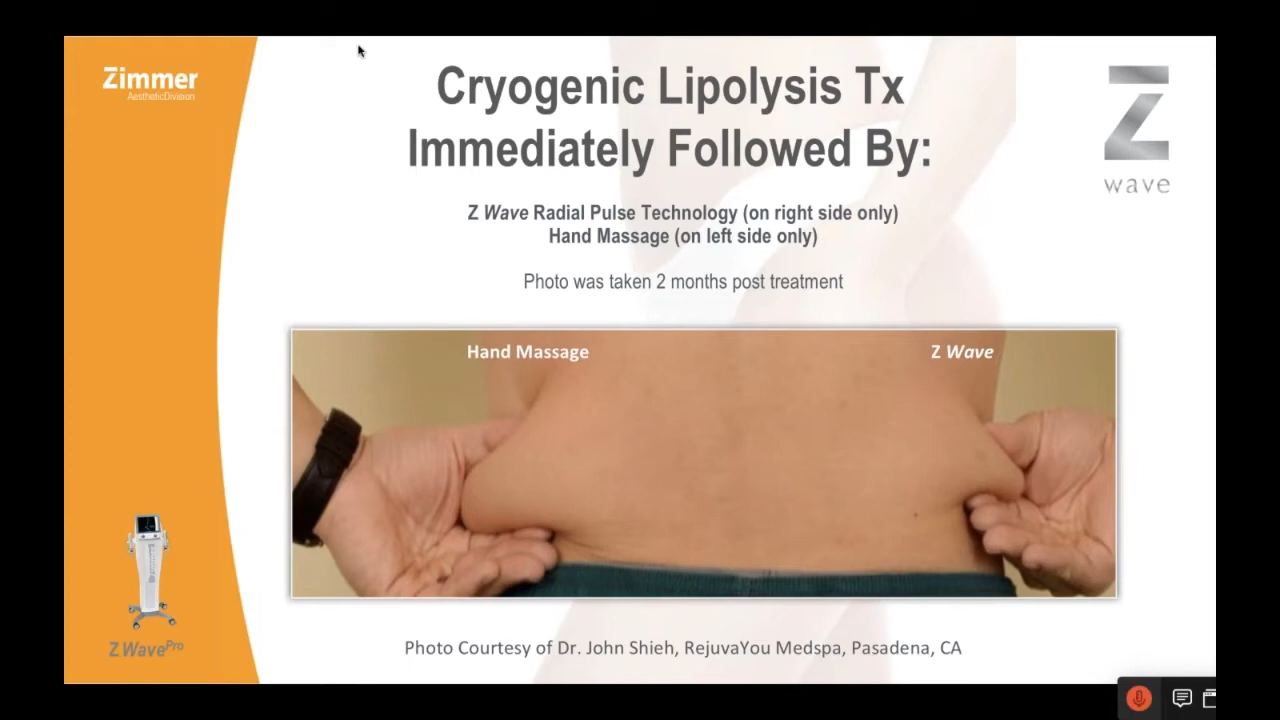 Zimmer
AestheticDivision
Cryogenic Lipolysis Tx
Immediately Followed By:
Z
wave
Z Wave Radial Pulse Technology (on right side only)
Hand Massage (on left side only)
Photo was taken 2 months post treatment
Hand Massage
Z Wave
Z WavePro
Photo Courtesy of Dr. John Shieh, RejuvaYou Medspa, Pasadena, CA